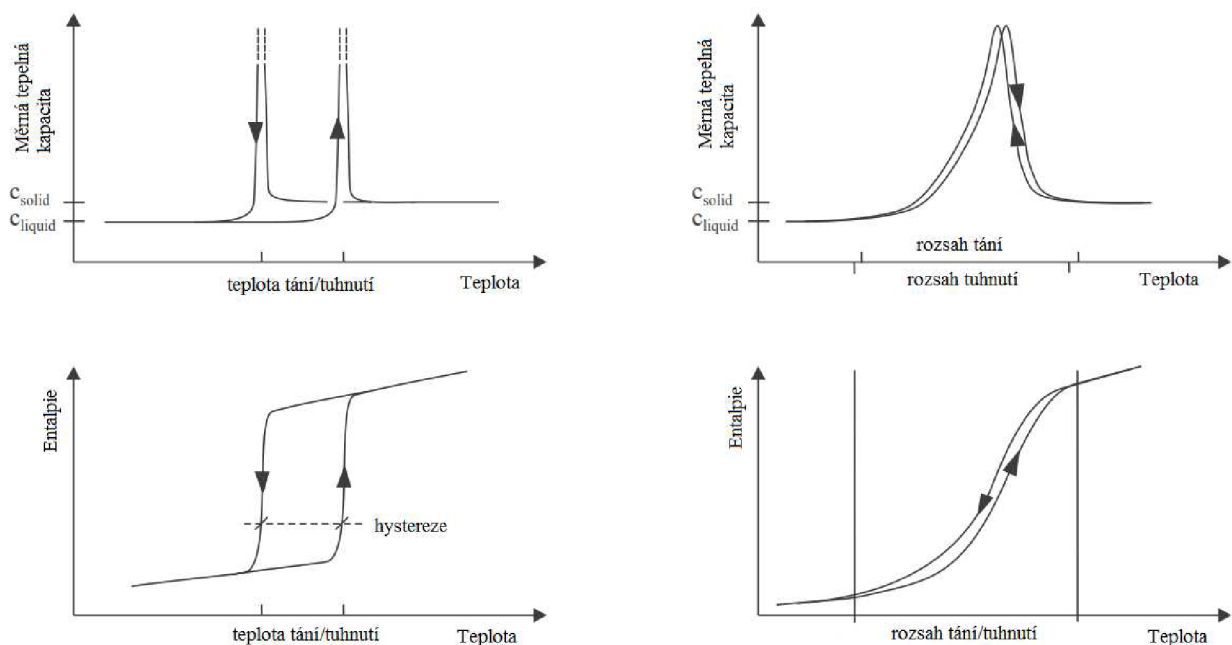 Měrná tepelná
kapacita
c_solid
c_liquid
teplota tání/tuhnutí
Teplota
Měrná tepelná
kapacita
c_solid
c_liquid
rozsah tání
rozsah tuhnutí
Teplota
Entalpie
hystereze
teplota tání/tuhnutí
Teplota
Entalpie
rozsah tání/tuhnutí
Teplota